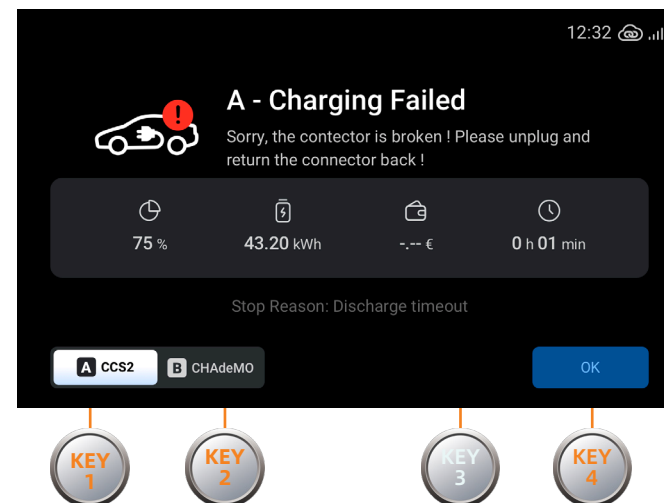 12:32
A - Charging Failed
Sorry, the contector is broken ! Please unplug and
return the connector back !
75 % 43.20 kWh -.-- € 0 h 01 min
Stop Reason: Discharge timeout
A CCS2 B CHAdeMO OK
KEY 1 KEY 2 KEY 3 KEY 4